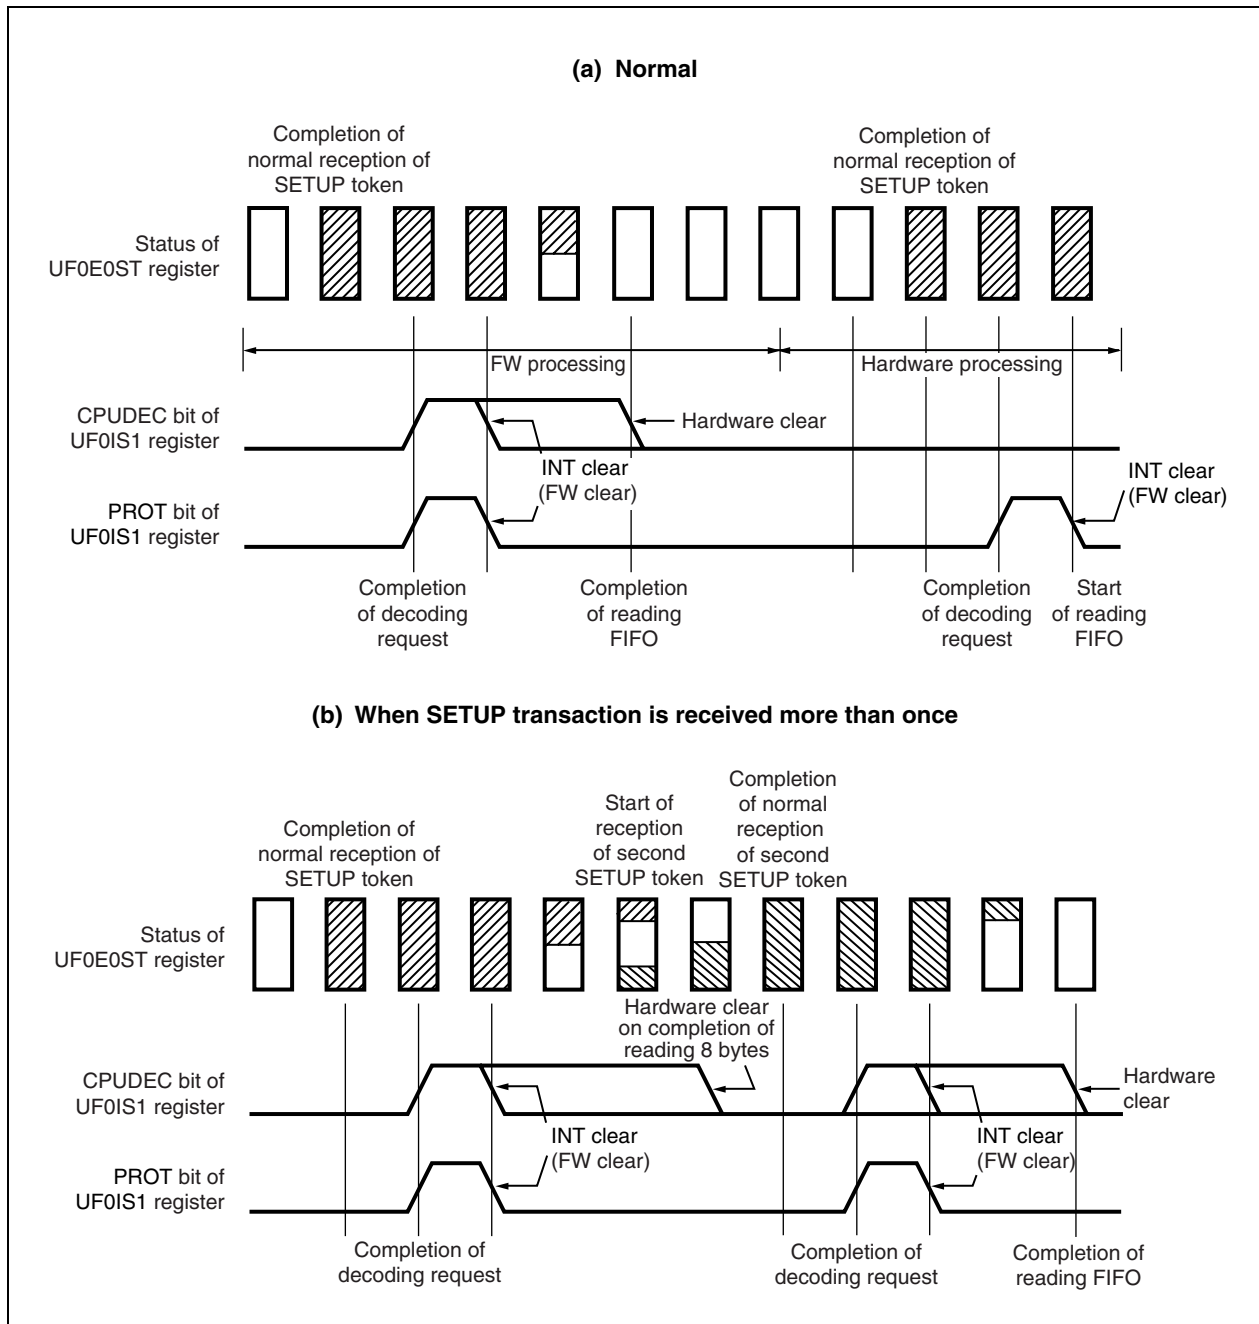 (a) Normal
Completion of
normal reception of
SETUP token
Completion of
normal reception of
SETUP token
Status of
UF0E0ST register
FW processing
Hardware processing
CPUDEC bit of
UF0IS1 register
Hardware clear
INT clear
(FW clear)
INT clear
(FW clear)
PROT bit of
UF0IS1 register
Completion
of decoding
request
Completion
of reading
FIFO
Completion
of decoding
request
Start
of reading
FIFO
(b) When SETUP transaction is received more than once
Completion of
normal reception of
SETUP token
Start of
reception
of second
SETUP token
Completion
of normal
reception
of second
SETUP token
Status of
UF0E0ST register
Hardware clear
on completion of
reading 8 bytes
CPUDEC bit of
UF0IS1 register
Hardware
clear
INT clear
(FW clear)
INT clear
(FW clear)
PROT bit of
UF0IS1 register
Completion of
decoding request
Completion of
decoding request
Completion of
reading FIFO